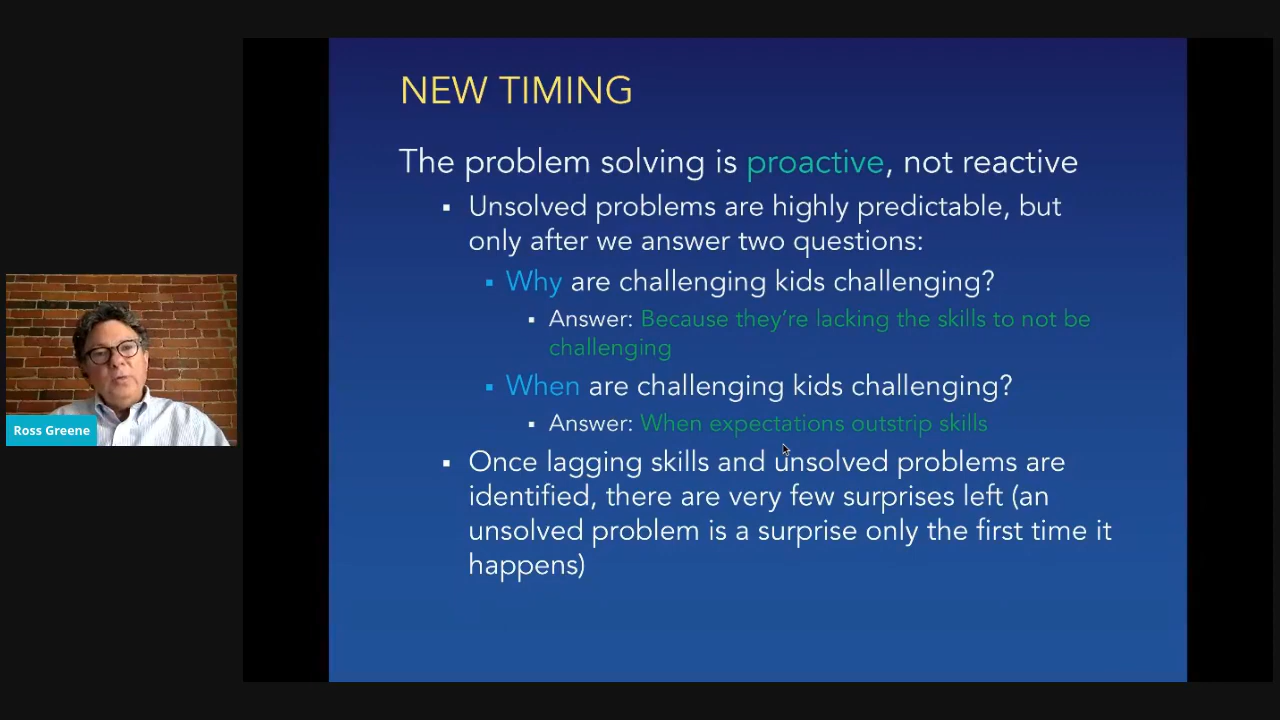 NEW TIMING
The problem solving is proactive, not reactive
▪ Unsolved problems are highly predictable, but
only after we answer two questions:
▪ Why are challenging kids challenging?
▪ Answer: Because they're lacking the skills to not be
challenging
▪ When are challenging kids challenging?
▪ Answer: When expectations outstrip skills
▪ Once lagging skills and unsolved problems are
identified, there are very few surprises left (an
unsolved problem is a surprise only the first time it
happens)
Ross Greene